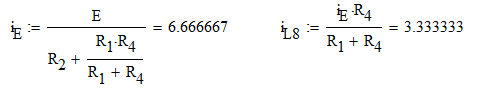 i_E := E / (R_2 + (R_1·R_4) / (R_1 + R_4)) = 6.666667
i_L8 := (i_E·R_4) / (R_1 + R_4) = 3.333333